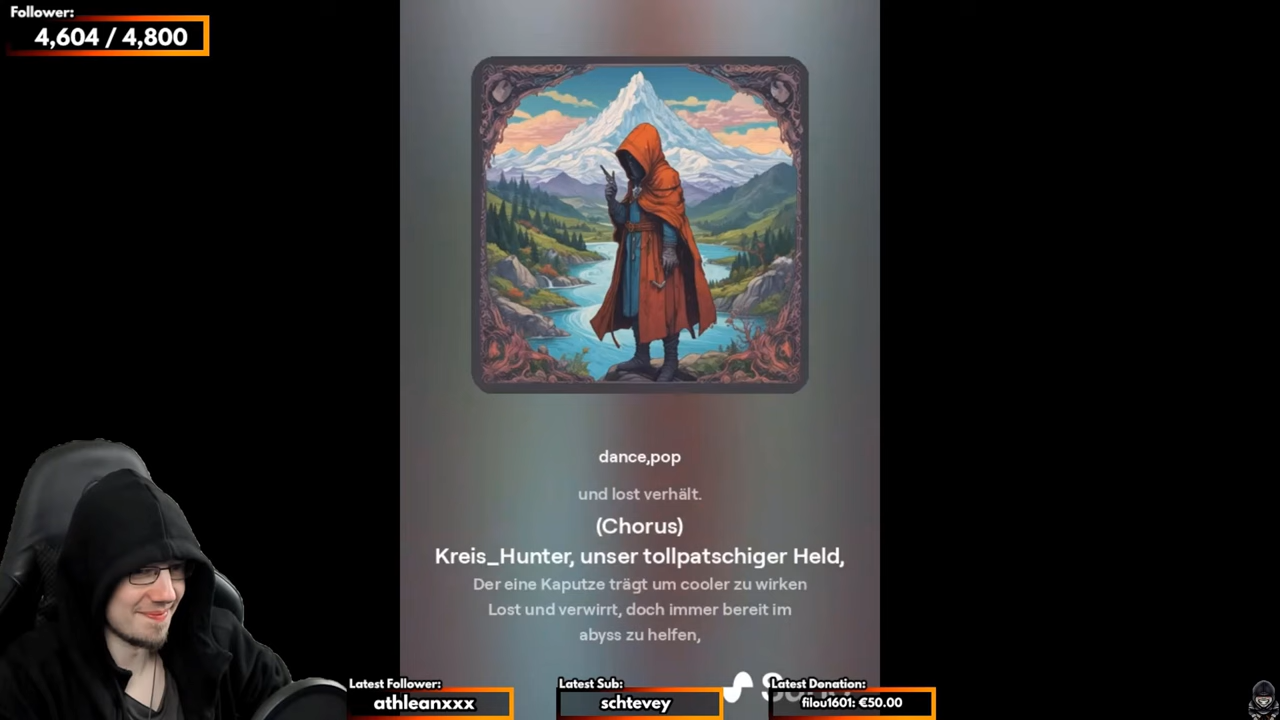 Follower:
4,604 / 4,800
dance,pop
und lost verhält.
(Chorus)
Kreis_Hunter, unser tollpatschiger Held,
Der eine Kaputze trägt um cooler zu wirken
Lost und verwirrt, doch immer bereit im
abyss zu helfen,
Latest Follower:
athleanxxx
Latest Sub:
schtevey
Latest Donation:
filou1601: €50.00